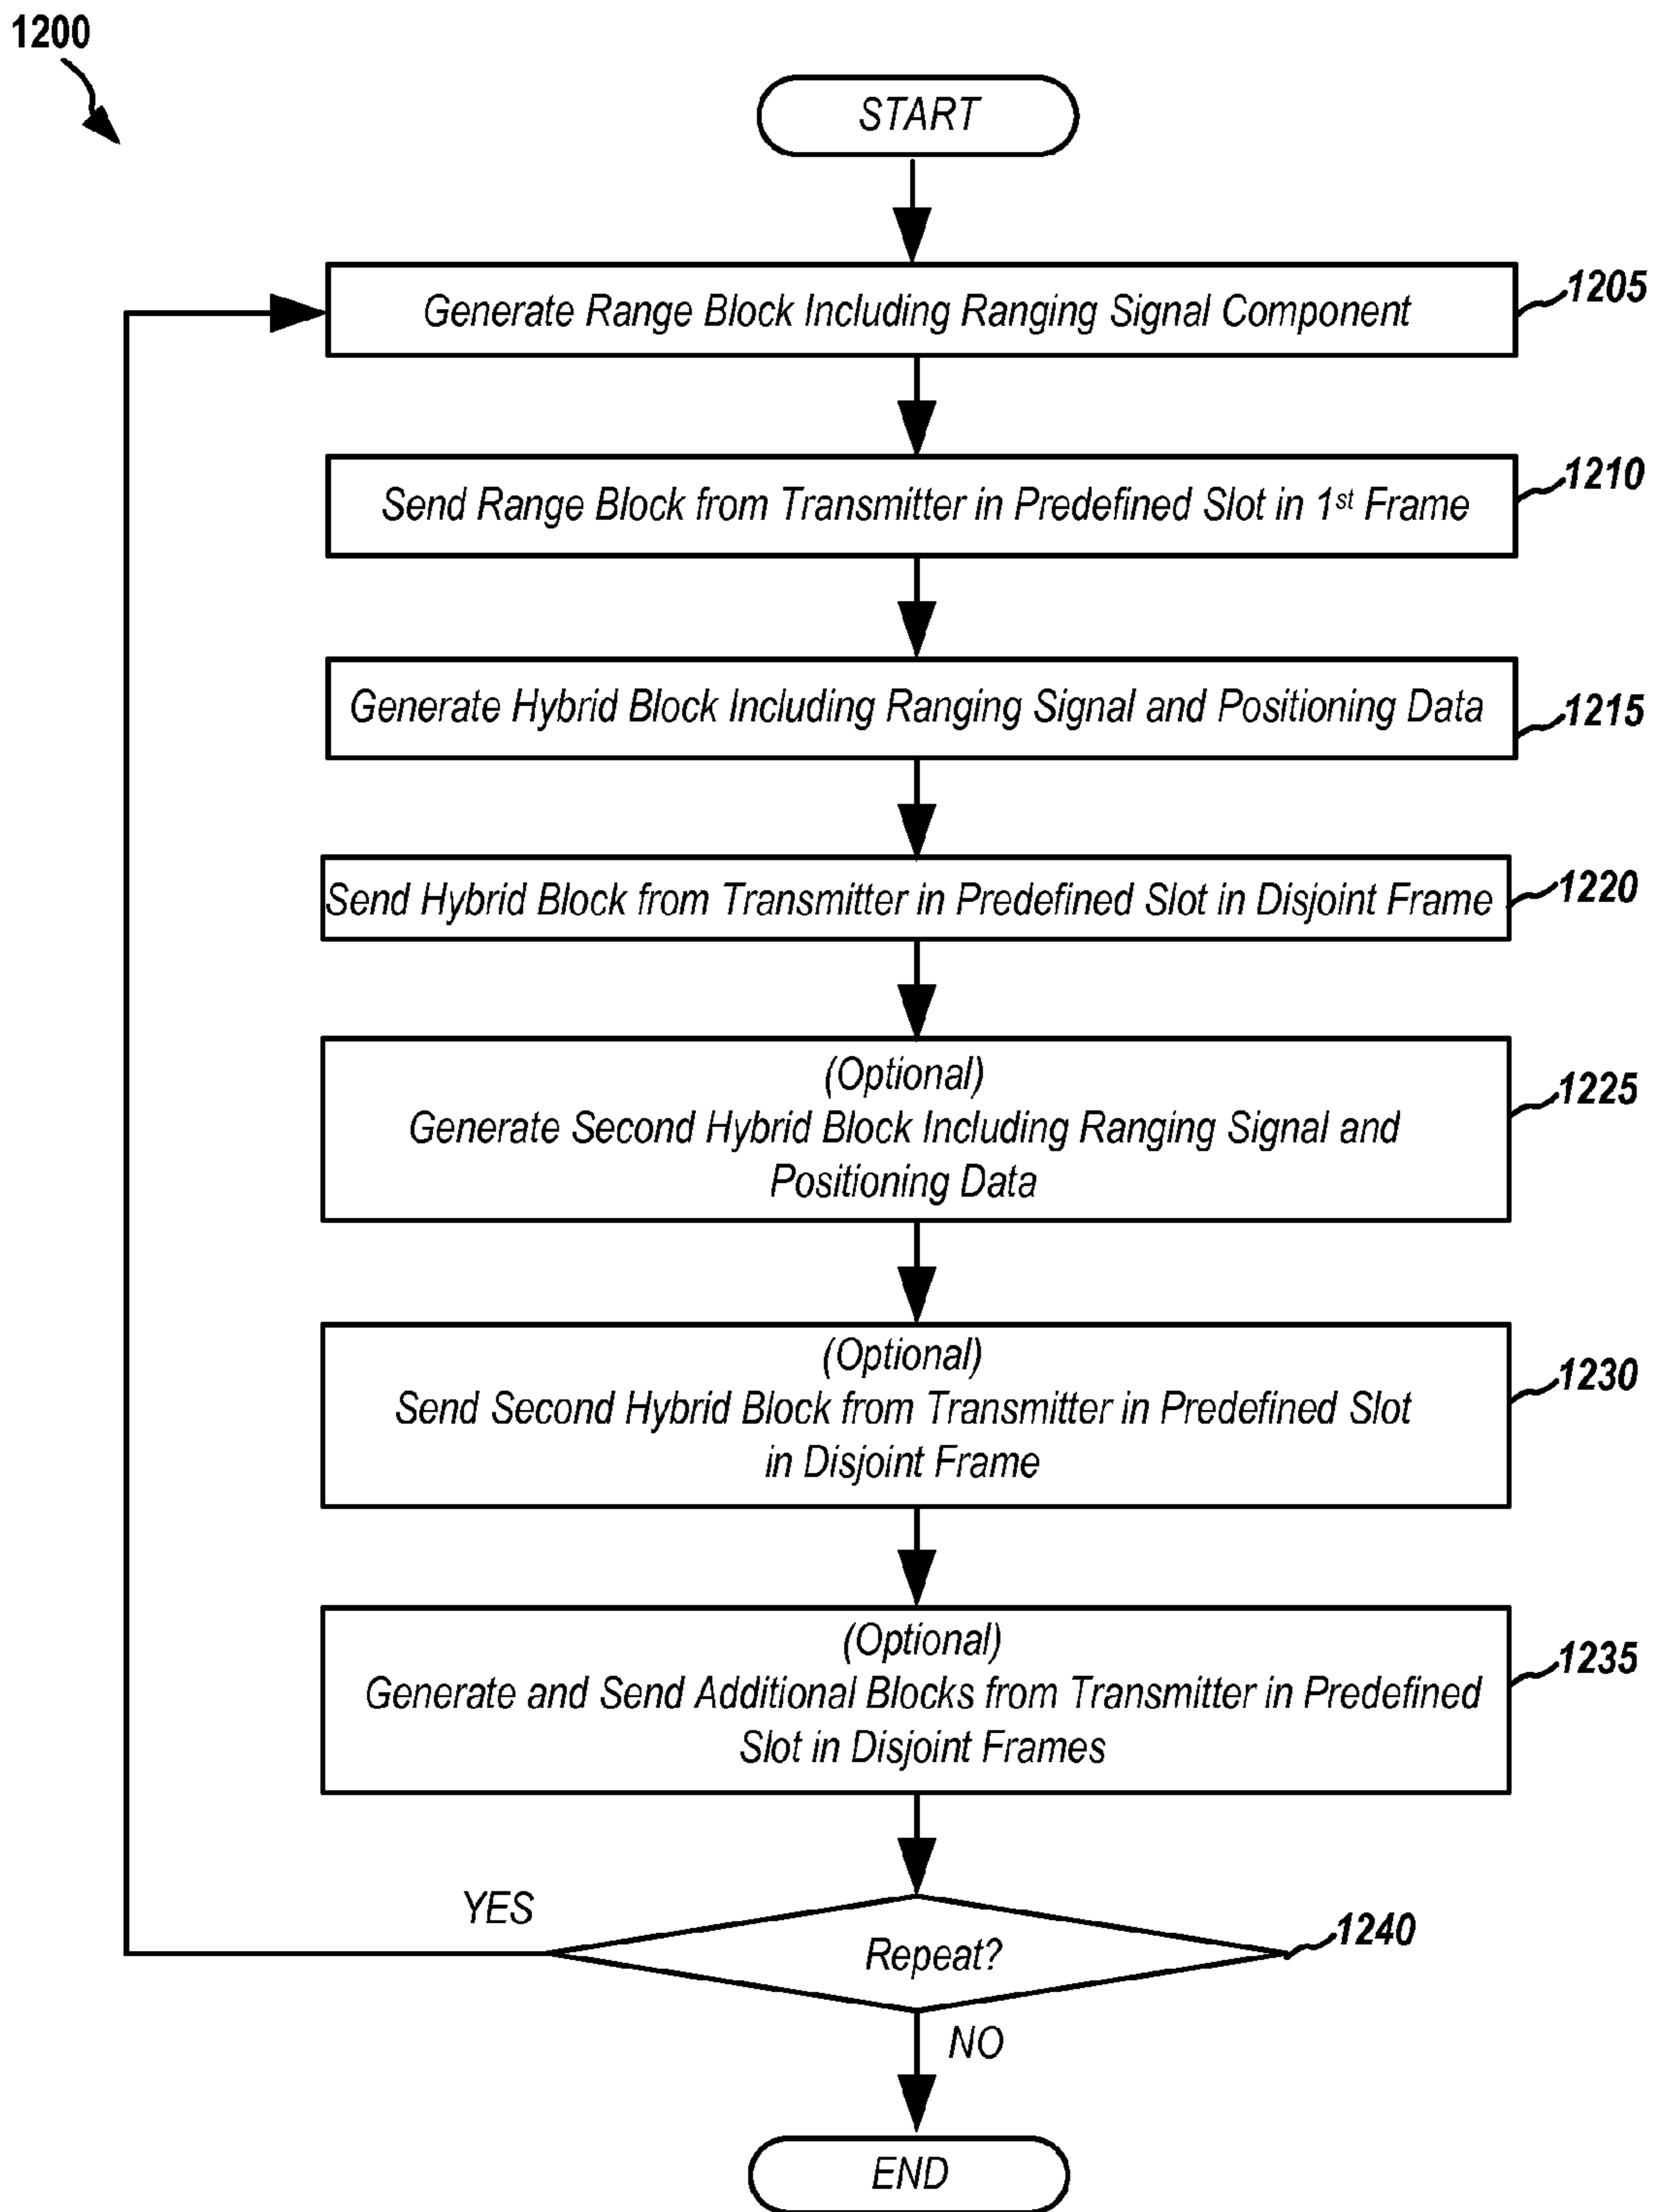 1200
START
Generate Range Block Including Ranging Signal Component
1205
Send Range Block from Transmitter in Predefined Slot in 1st Frame
1210
Generate Hybrid Block Including Ranging Signal and Positioning Data
1215
Send Hybrid Block from Transmitter in Predefined Slot in Disjoint Frame
1220
(Optional)
Generate Second Hybrid Block Including Ranging Signal and
Positioning Data
1225
(Optional)
Send Second Hybrid Block from Transmitter in Predefined Slot
in Disjoint Frame
1230
(Optional)
Generate and Send Additional Blocks from Transmitter in Predefined
Slot in Disjoint Frames
1235
YES
Repeat?
1240
NO
END